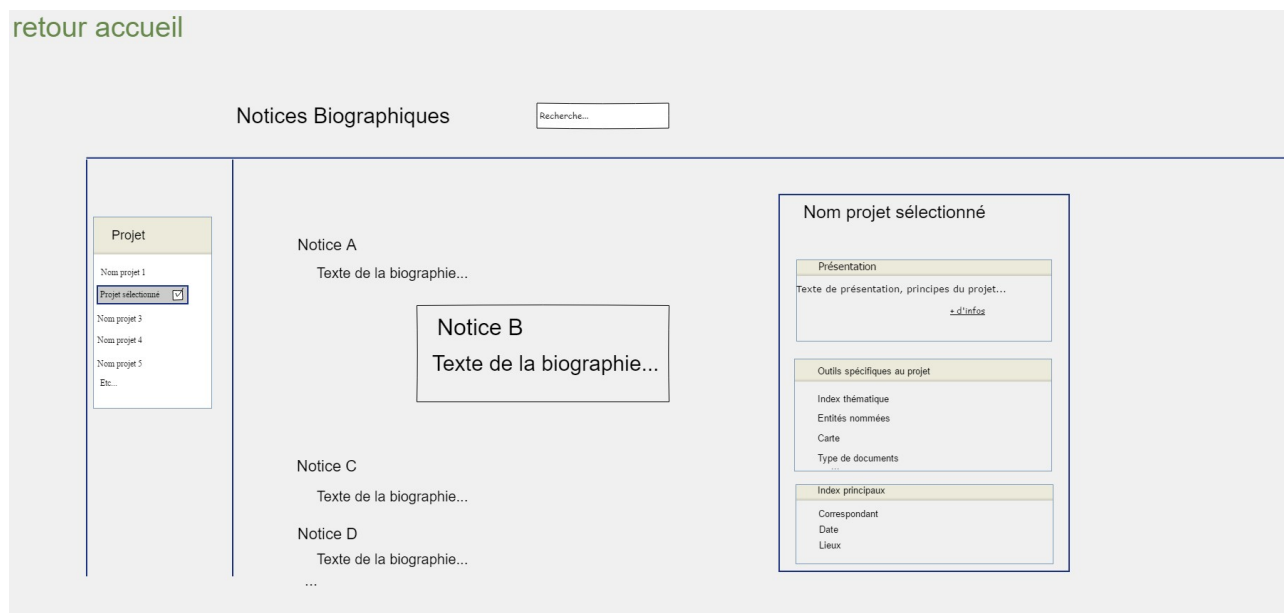 retour accueil
Notices Biographiques
Recherche...
Projet
Nom projet 1
Projet sélectionné
Nom projet 3
Nom projet 4
Nom projet 5
Etc...
Notice A
Texte de la biographie...
Notice B
Texte de la biographie...
Notice C
Texte de la biographie...
Notice D
Texte de la biographie...
...
Nom projet sélectionné
Présentation
Texte de présentation, principes du projet...
+ d'infos
Outils spécifiques au projet
Index thématique
Entités nommées
Carte
Type de documents
...
Index principaux
Correspondant
Date
Lieux